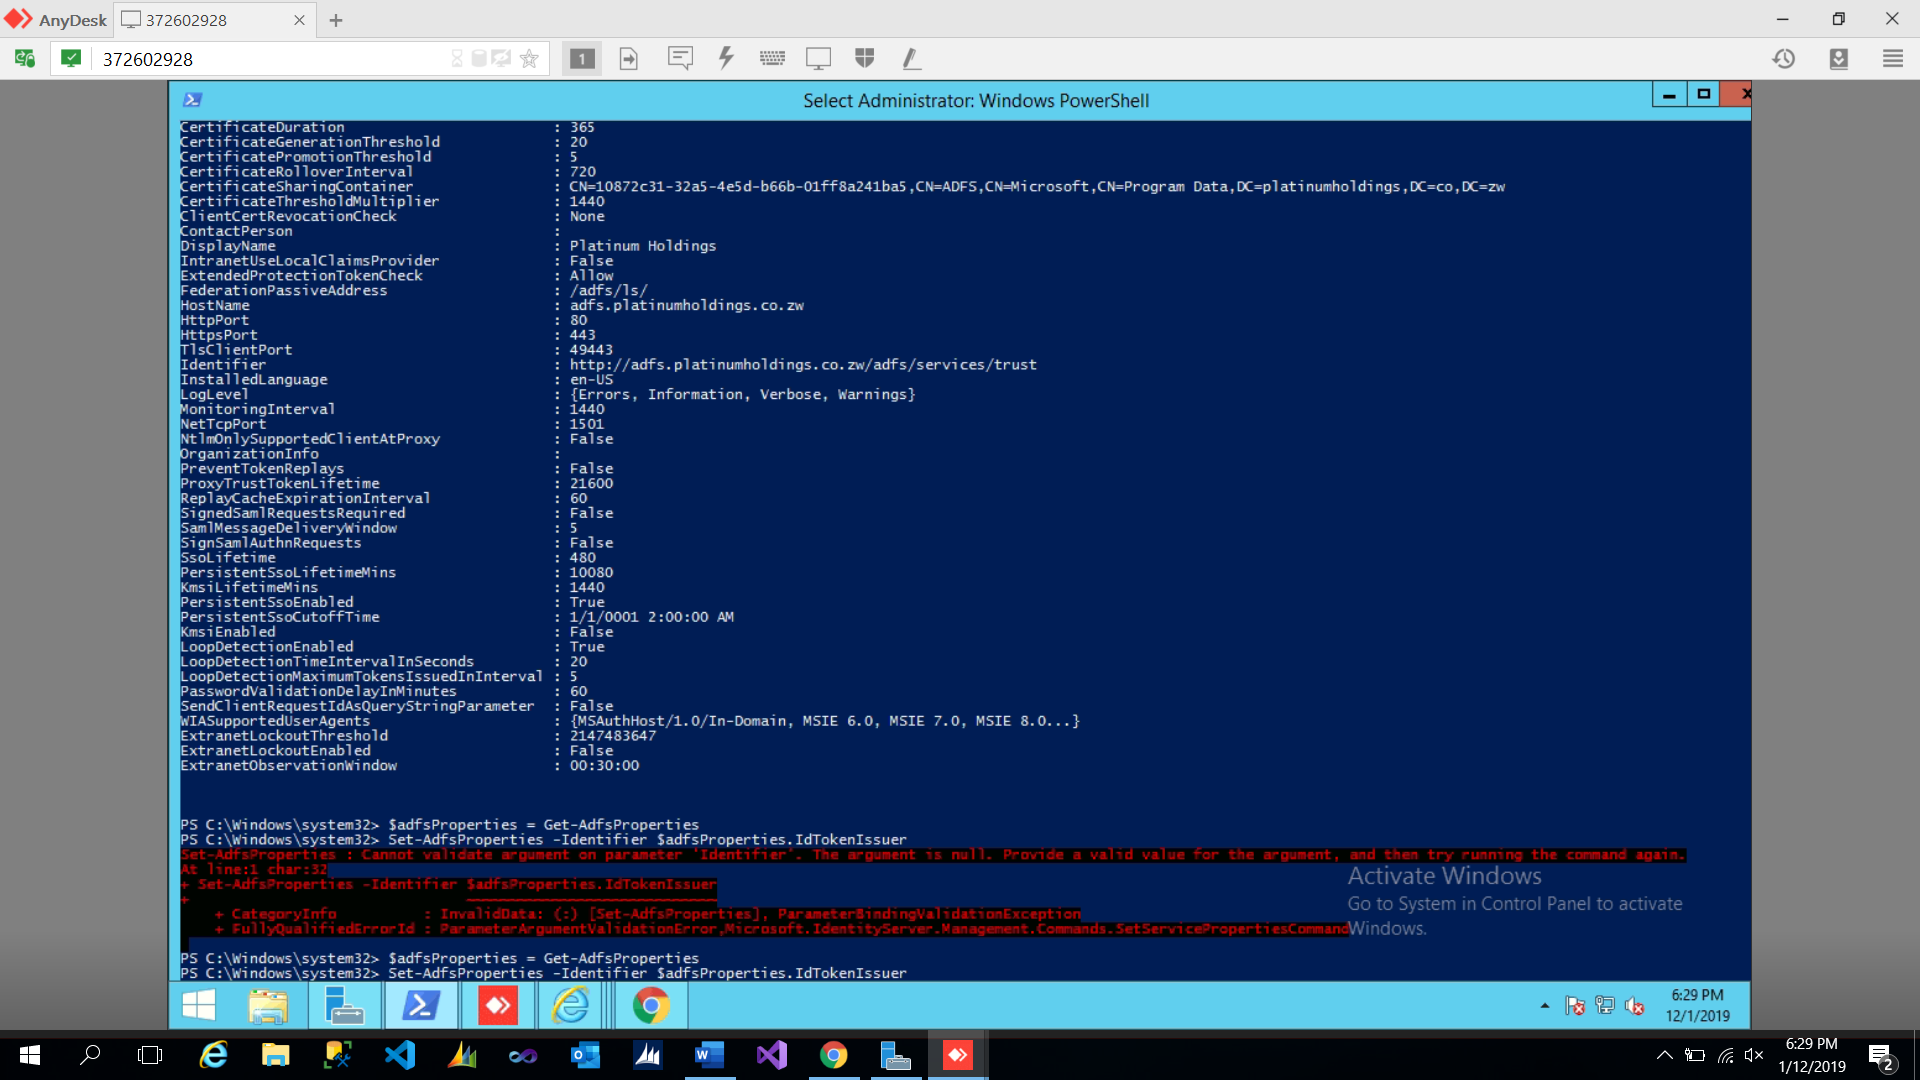 AnyDesk
372602928
372602928
1
Select Administrator: Windows PowerShell
CertificateDuration : 365
CertificateGenerationThreshold : 20
CertificatePromotionThreshold : 5
CertificateRolloverInterval : 720
CertificateSharingContainer : CN=10872c31-32a5-4e5d-b66b-01ff8a241ba5,CN=ADFS,CN=Microsoft,CN=Program Data,DC=platinumholdings,DC=co,DC=zw
CertificateThresholdMultiplier : 1440
ClientCertRevocationCheck : None
ContactPerson :
DisplayName : Platinum Holdings
IntranetUseLocalClaimsProvider : False
ExtendedProtectionTokenCheck : Allow
FederationPassiveAddress : /adfs/ls/
HostName : adfs.platinumholdings.co.zw
HttpPort : 80
HttpsPort : 443
TlsClientPort : 49443
Identifier : http://adfs.platinumholdings.co.zw/adfs/services/trust
InstalledLanguage : en-US
LogLevel : {Errors, Information, Verbose, Warnings}
MonitoringInterval : 1440
NetTcpPort : 1501
NtlmOnlySupportedClientAtProxy : False
OrganizationInfo :
PreventTokenReplays : False
ProxyTrustTokenLifetime : 21600
ReplayCacheExpirationInterval : 60
SignedSamlRequestsRequired : False
SamlMessageDeliveryWindow : 5
SignSamlAuthnRequests : False
SsoLifetime : 480
PersistentSsoLifetimeMins : 10080
KmsiLifetimeMins : 1440
PersistentSsoEnabled : True
PersistentSsoCutoffTime : 1/1/0001 2:00:00 AM
KmsiEnabled : False
LoopDetectionEnabled : True
LoopDetectionTimeIntervalInSeconds : 20
LoopDetectionMaximumTokensIssuedInInterval : 5
PasswordValidationDelayInMinutes : 60
SendClientRequestIdAsQueryStringParameter : False
WIASupportedUserAgents : {MSAuthHost/1.0/In-Domain, MSIE 6.0, MSIE 7.0, MSIE 8.0...}
ExtranetLockoutThreshold : 2147483647
ExtranetLockoutEnabled : False
ExtranetObservationWindow : 00:30:00
PS C:\Windows\system32> $adfsProperties = Get-AdfsProperties
PS C:\Windows\system32> Set-AdfsProperties -Identifier $adfsProperties.IdTokenIssuer
Set-AdfsProperties : Cannot validate argument on parameter 'Identifier'. The argument is null. Provide a valid value for the argument, and then try running the command again.
At line:1 char:32
+ Set-AdfsProperties -Identifier $adfsProperties.IdTokenIssuer
+ ~~~~~~~~~~~~~~~~~~~~~~~~~~~~~
+ CategoryInfo : InvalidData: (:) [Set-AdfsProperties], ParameterBindingValidationException
+ FullyQualifiedErrorId : ParameterArgumentValidationError,Microsoft.IdentityServer.Management.Commands.SetServicePropertiesCommand
PS C:\Windows\system32> $adfsProperties = Get-AdfsProperties
PS C:\Windows\system32> Set-AdfsProperties -Identifier $adfsProperties.IdTokenIssuer
Activate Windows
Go to System in Control Panel to activate
Windows.
6:29 PM
12/1/2019
6:29 PM
1/12/2019
2